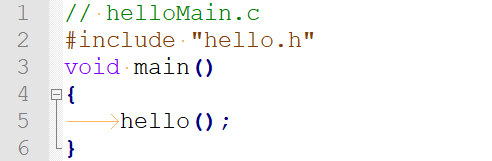 1 // helloMain.c
2 #include "hello.h"
3 void main()
4 {
5 hello();
6 }